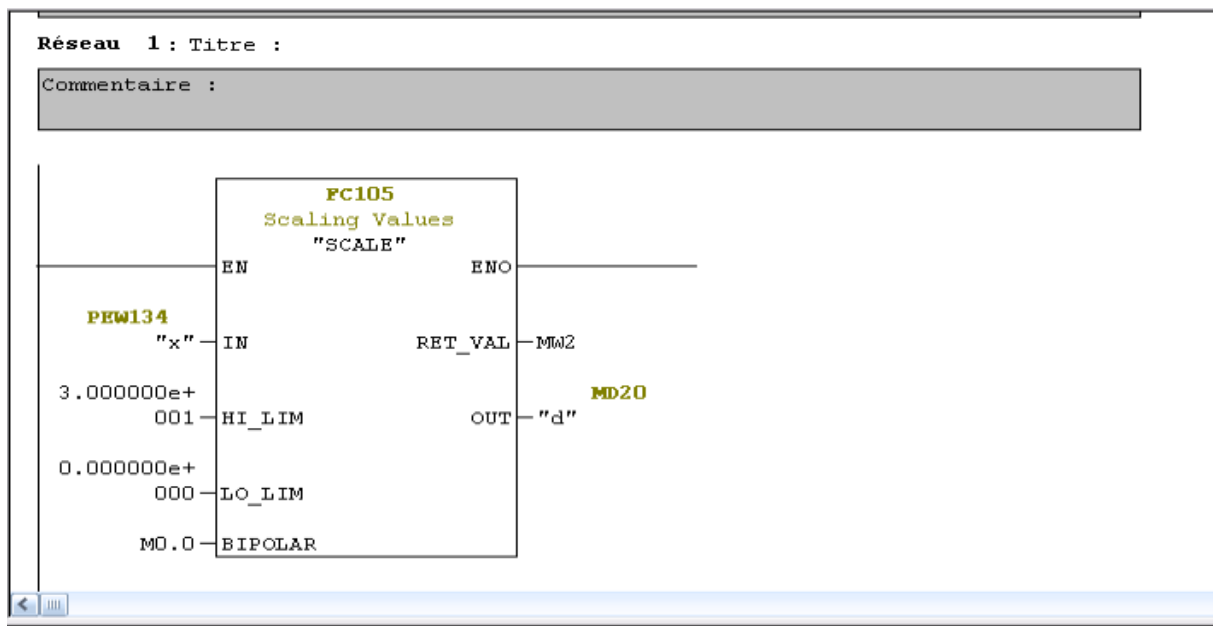 Réseau 1 : Titre :
Commentaire :
FC105
Scaling Values
"SCALE"
EN ENO
PEW134
"x" IN RET_VAL MW2
3.000000e+ MD20
001 HI_LIM OUT "d"
0.000000e+
000 LO_LIM
M0.0 BIPOLAR